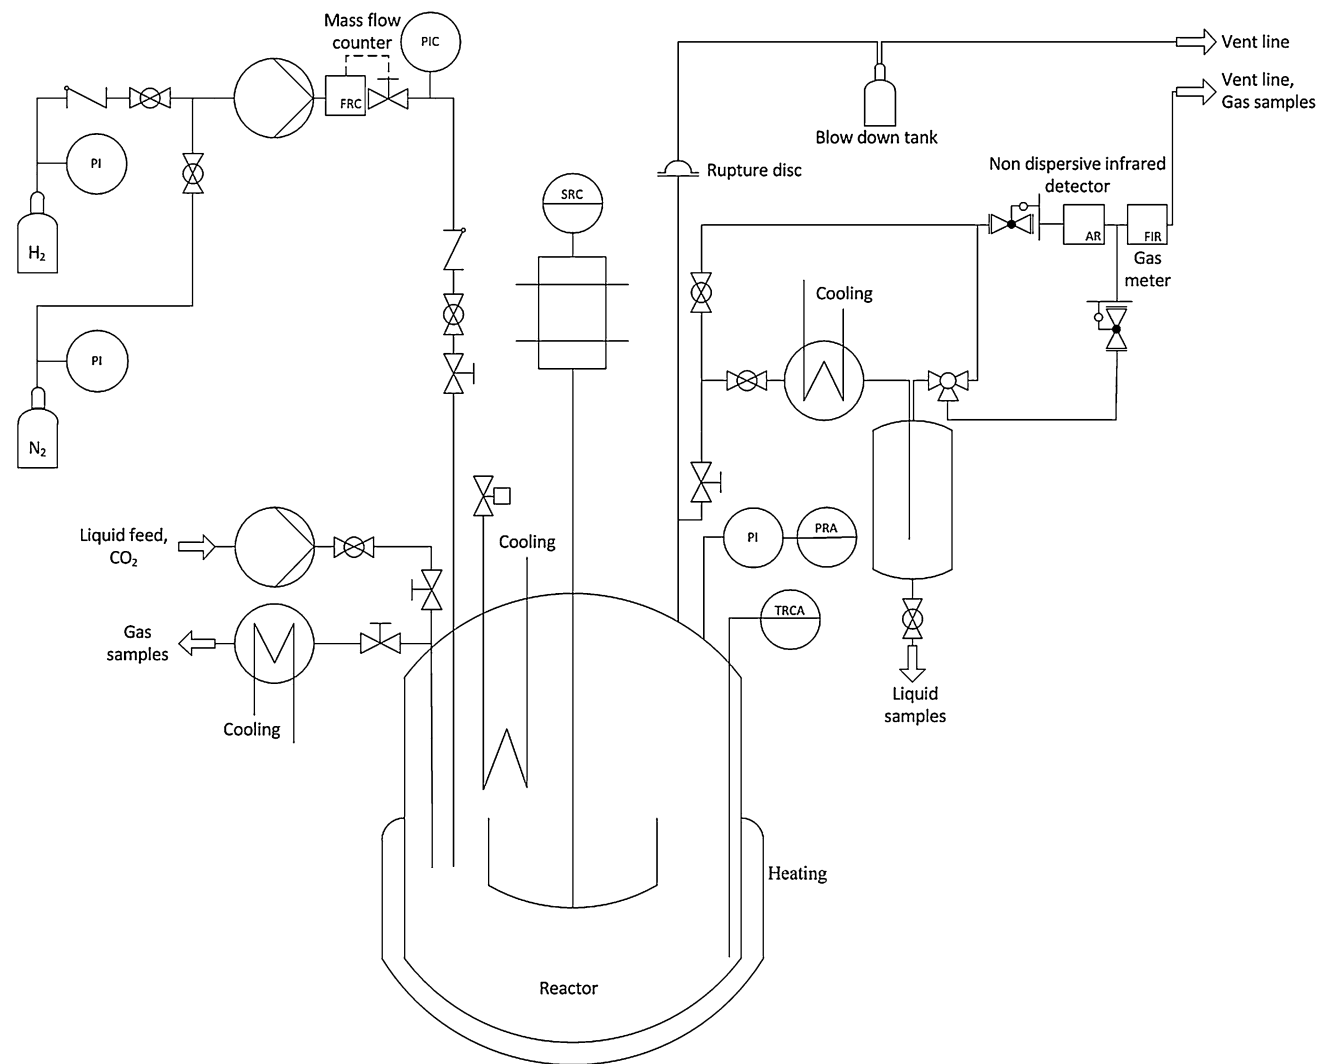 Mass flow
counter
PIC
FRC
PI
H₂
PI
N₂
SRC
Vent line
Vent line,
Gas samples
Blow down tank
Rupture disc
Non dispersive infrared
detector
AR
FIR
Gas
meter
Cooling
Liquid feed,
CO₂
Gas
samples
Cooling
Cooling
PI
PRA
TRCA
Liquid
samples
Heating
Reactor